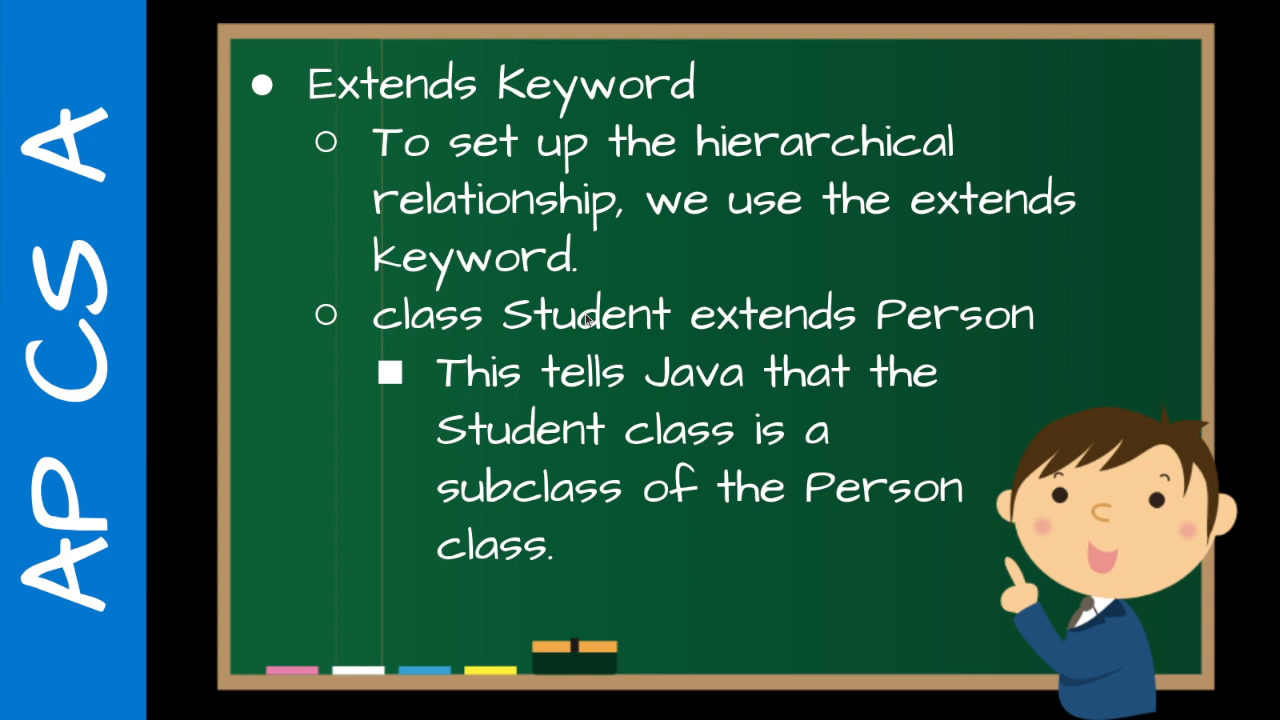 AP CS A
Extends Keyword
To set up the hierarchical
relationship, we use the extends
keyword.
class Student extends Person
This tells Java that the
Student class is a
subclass of the Person
class.